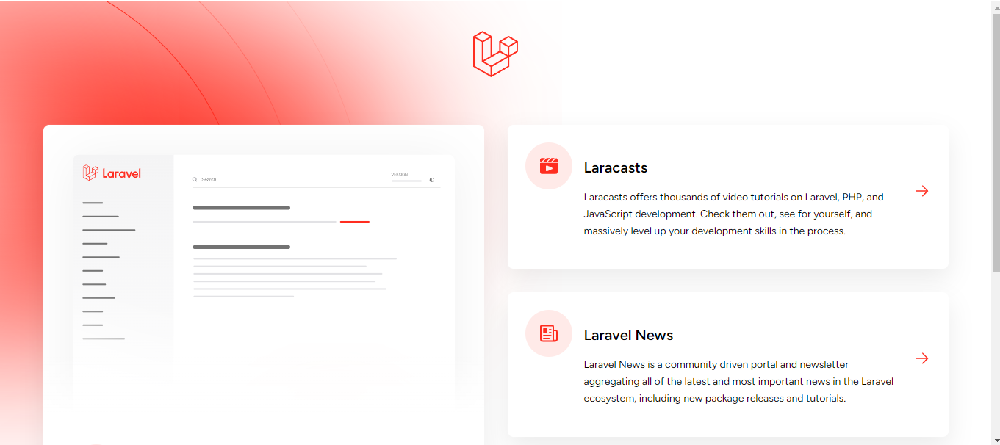 Laravel
Search
VERSION
Laracasts
Laracasts offers thousands of video tutorials on Laravel, PHP, and
JavaScript development. Check them out, see for yourself, and
massively level up your development skills in the process.
Laravel News
Laravel News is a community driven portal and newsletter
aggregating all of the latest and most important news in the Laravel
ecosystem, including new package releases and tutorials.